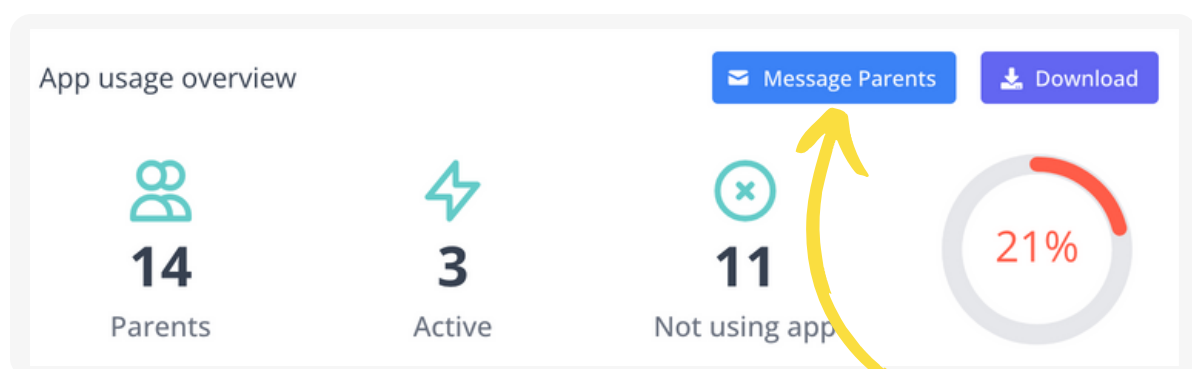 App usage overview
Message Parents
Download
14
3
11
21%
Parents
Active
Not using app